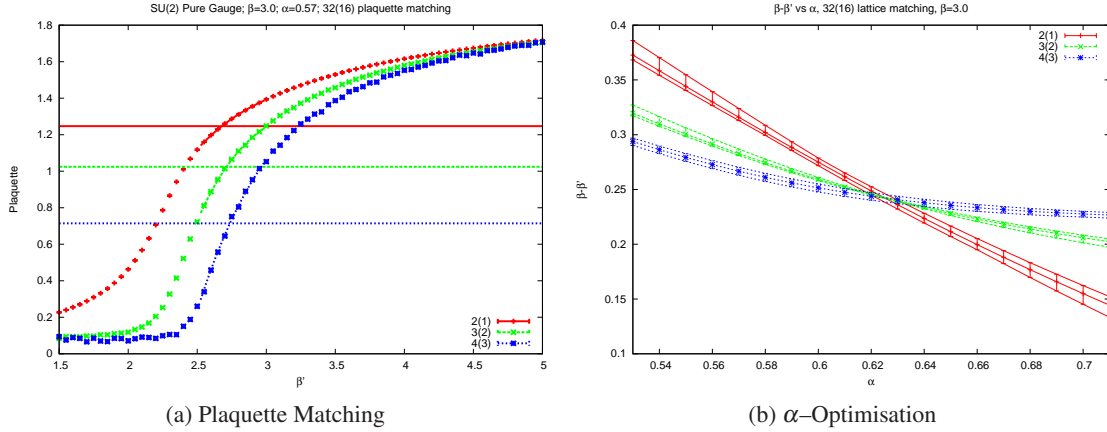 SU(2) Pure Gauge; β=3.0; α=0.57; 32(16) plaquette matching
Plaquette
1.8
1.6
1.4
1.2
1
0.8
0.6
0.4
0.2
0
1.5 2 2.5 3 3.5 4 4.5 5
β'
2(1)
3(2)
4(3)
(a) Plaquette Matching
β-β' vs α, 32(16) lattice matching, β=3.0
β-β'
0.4
0.35
0.3
0.25
0.2
0.15
0.1
0.54 0.56 0.58 0.6 0.62 0.64 0.66 0.68 0.7
α
2(1)
3(2)
4(3)
(b) α–Optimisation